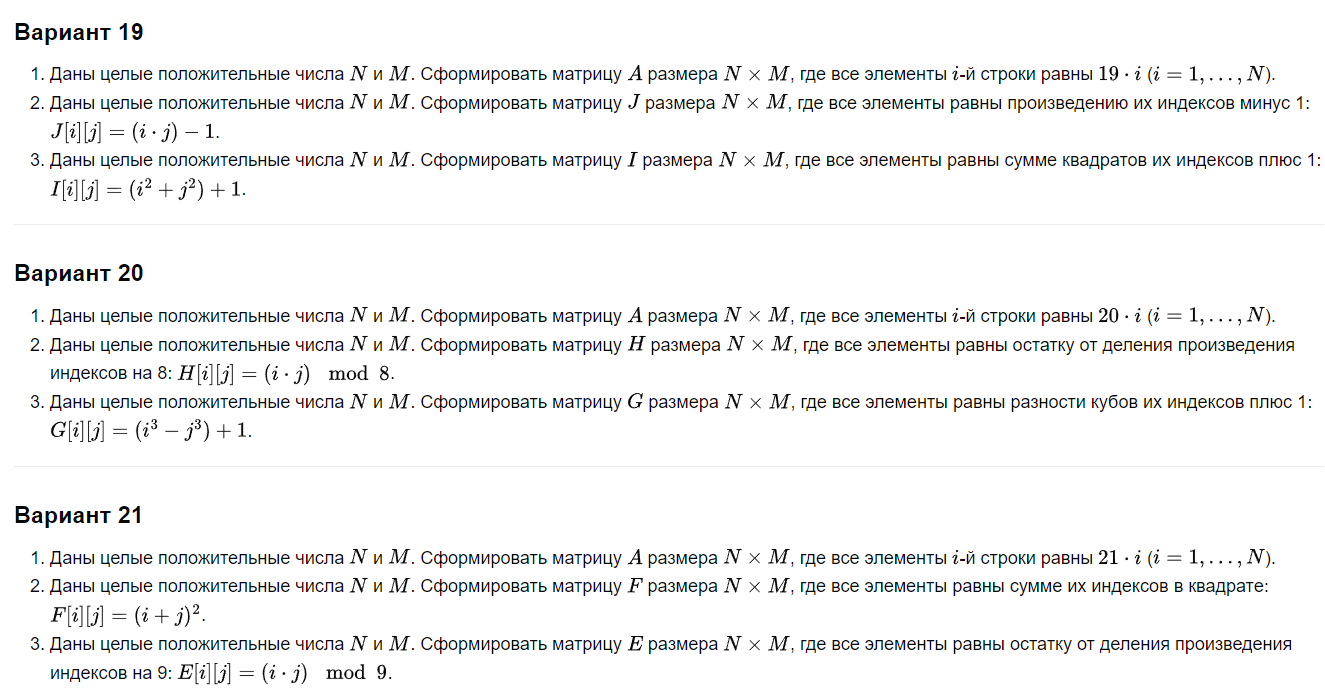 Вариант 19
1. Даны целые положительные числа N и M. Сформировать матрицу A размера N × M, где все элементы i-й строки равны 19 · i (i = 1, . . . , N).
2. Даны целые положительные числа N и M. Сформировать матрицу J размера N × M, где все элементы равны произведению их индексов минус 1:
J[i][j] = (i · j) − 1.
3. Даны целые положительные числа N и M. Сформировать матрицу I размера N × M, где все элементы равны сумме квадратов их индексов плюс 1:
I[i][j] = (i² + j²) + 1.
Вариант 20
1. Даны целые положительные числа N и M. Сформировать матрицу A размера N × M, где все элементы i-й строки равны 20 · i (i = 1, . . . , N).
2. Даны целые положительные числа N и M. Сформировать матрицу H размера N × M, где все элементы равны остатку от деления произведения
индексов на 8: H[i][j] = (i · j) mod 8.
3. Даны целые положительные числа N и M. Сформировать матрицу G размера N × M, где все элементы равны разности кубов их индексов плюс 1:
G[i][j] = (i³ − j³) + 1.
Вариант 21
1. Даны целые положительные числа N и M. Сформировать матрицу A размера N × M, где все элементы i-й строки равны 21 · i (i = 1, . . . , N).
2. Даны целые положительные числа N и M. Сформировать матрицу F размера N × M, где все элементы равны сумме их индексов в квадрате:
F[i][j] = (i + j)².
3. Даны целые положительные числа N и M. Сформировать матрицу E размера N × M, где все элементы равны остатку от деления произведения
индексов на 9: E[i][j] = (i · j) mod 9.